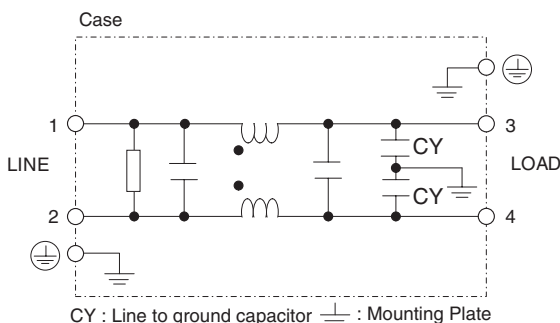 Case
1
3
CY
LINE
LOAD
CY
2
4
CY : Line to ground capacitor : Mounting Plate